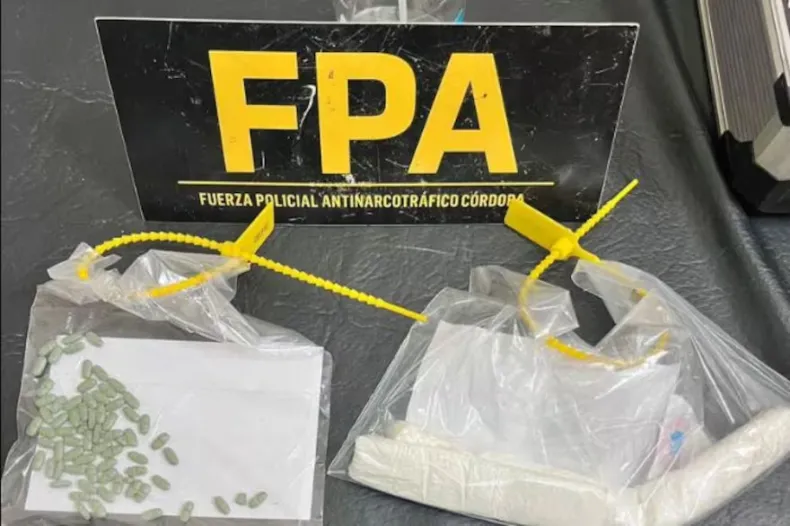 FPA
FUERZA POLICIAL ANTINARCOTRÁFICO CÓRDOBA